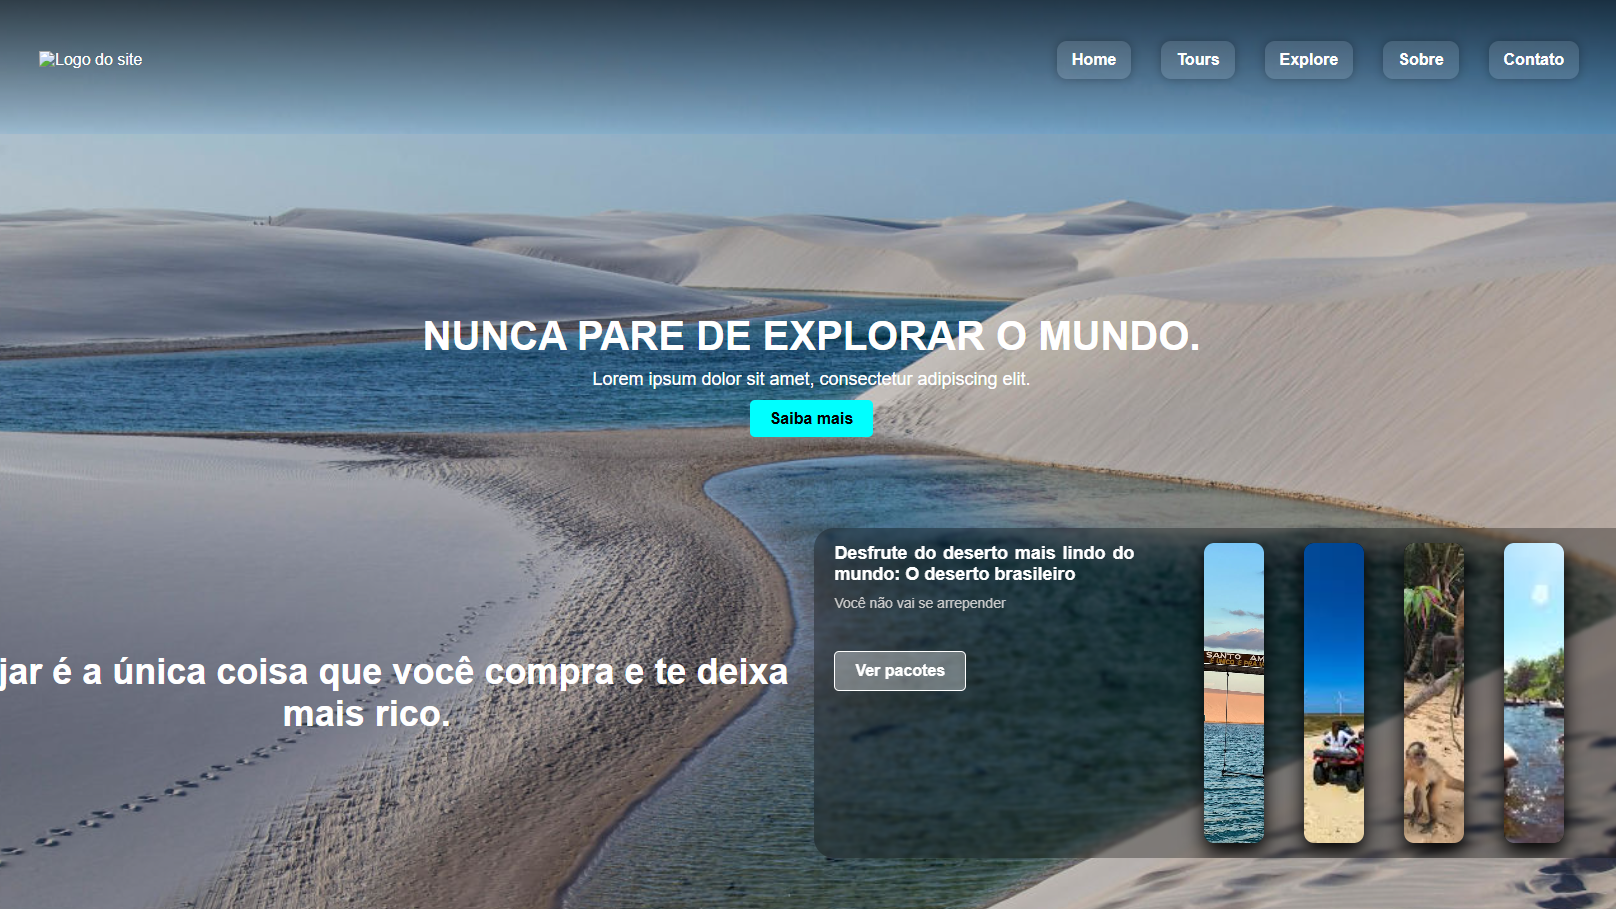 Logo do site
Home
Tours
Explore
Sobre
Contato
NUNCA PARE DE EXPLORAR O MUNDO.
Lorem ipsum dolor sit amet, consectetur adipiscing elit.
Saiba mais
Desfrute do deserto mais lindo do
mundo: O deserto brasileiro
Você não vai se arrepender
Ver pacotes
jar é a única coisa que você compra e te deixa
mais rico.
SANTO AM